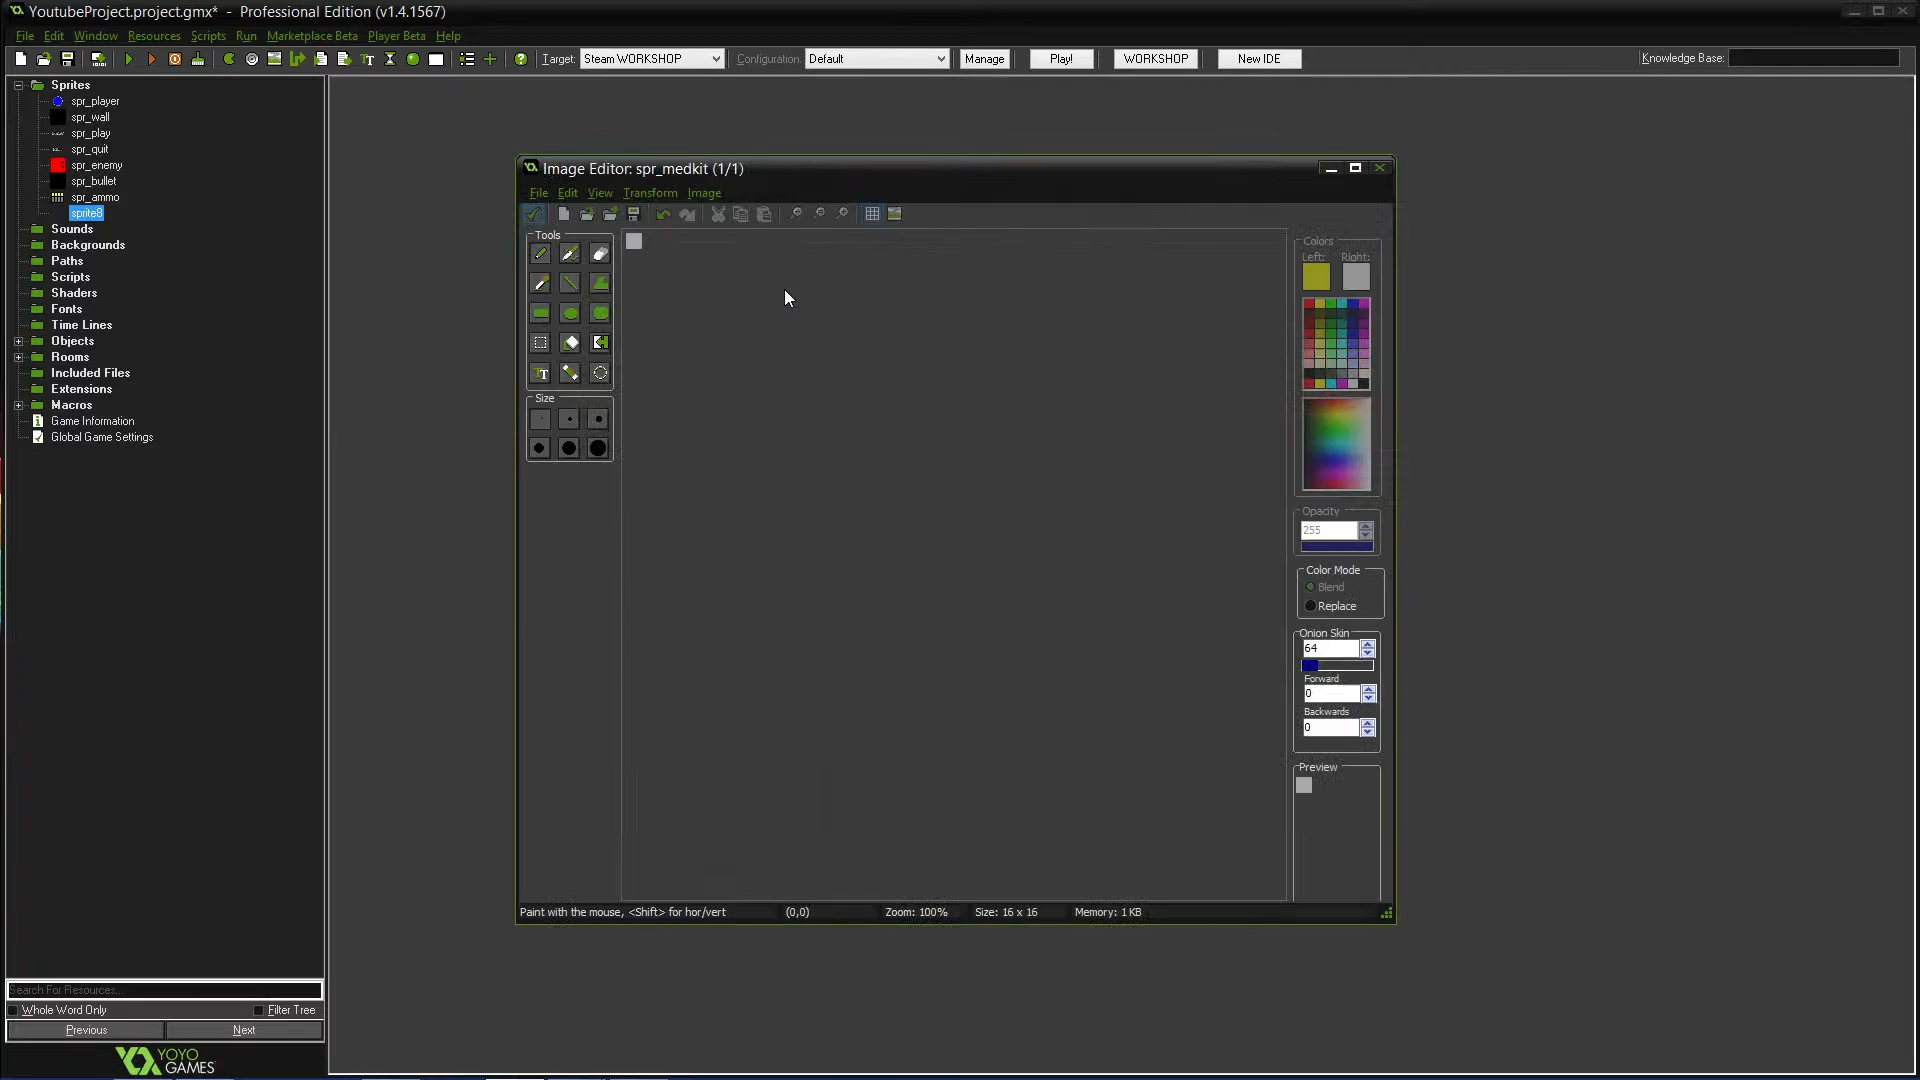 YoutubeProject.project.gmx* - Professional Edition (v1.4.1567)
File Edit Window Resources Scripts Run Marketplace Beta Player Beta Help
Target: Steam WORKSHOP Configuration: Default Manage Play! WORKSHOP New IDE Knowledge Base:
Sprites
spr_player
spr_wall
spr_play
spr_quit
spr_enemy
spr_bullet
spr_ammo
sprite8
Sounds
Backgrounds
Paths
Scripts
Shaders
Fonts
Time Lines
Objects
Rooms
Included Files
Extensions
Macros
Game Information
Global Game Settings
Search For Resources...
Whole Word Only Filter Tree
Previous Next
YOYO
GAMES
Image Editor: spr_medkit (1/1)
File Edit View Transform Image
Tools
Size
Colors
Left: Right:
Opacity
255
Color Mode
Blend
Replace
Onion Skin
64
Forward
0
Backwards
0
Preview
Paint with the mouse, <Shift> for hor/vert (0,0) Zoom: 100% Size: 16 x 16 Memory: 1 KB